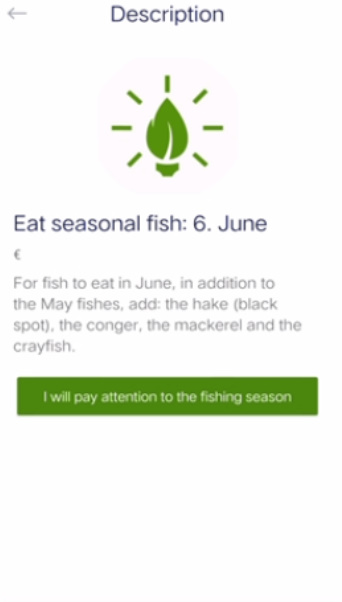 Description
Eat seasonal fish: 6. June
€
For fish to eat in June, in addition to
the May fishes, add: the hake (black
spot), the conger, the mackerel and the
crayfish.
I will pay attention to the fishing season